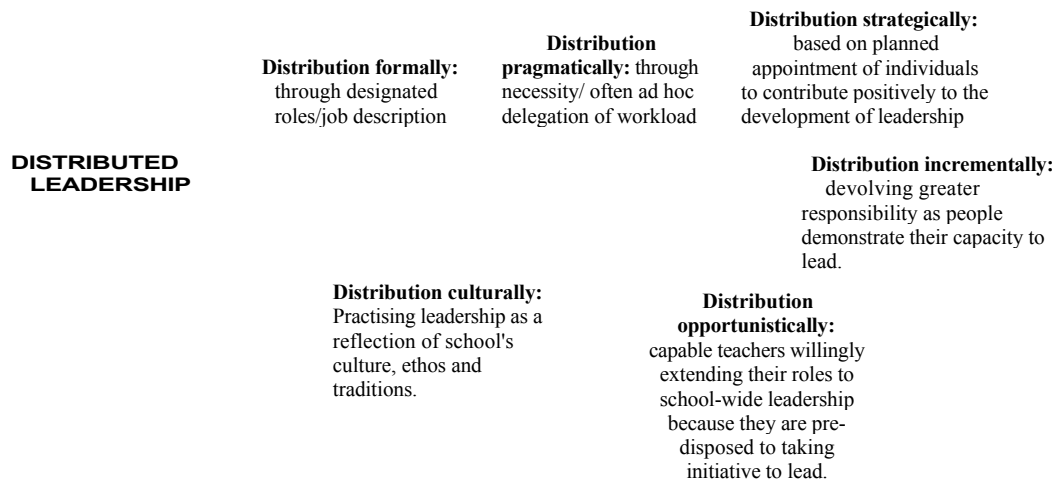 DISTRIBUTED
LEADERSHIP
Distribution formally:
through designated
roles/job description
Distribution
pragmatically: through
necessity/ often ad hoc
delegation of workload
Distribution strategically:
based on planned
appointment of individuals
to contribute positively to the
development of leadership
Distribution incrementally:
devolving greater
responsibility as people
demonstrate their capacity to
lead.
Distribution opportunistically:
capable teachers willingly
extending their roles to
school-wide leadership
because they are pre-
disposed to taking
initiative to lead.
Distribution culturally:
Practising leadership as a
reflection of school's
culture, ethos and
traditions.